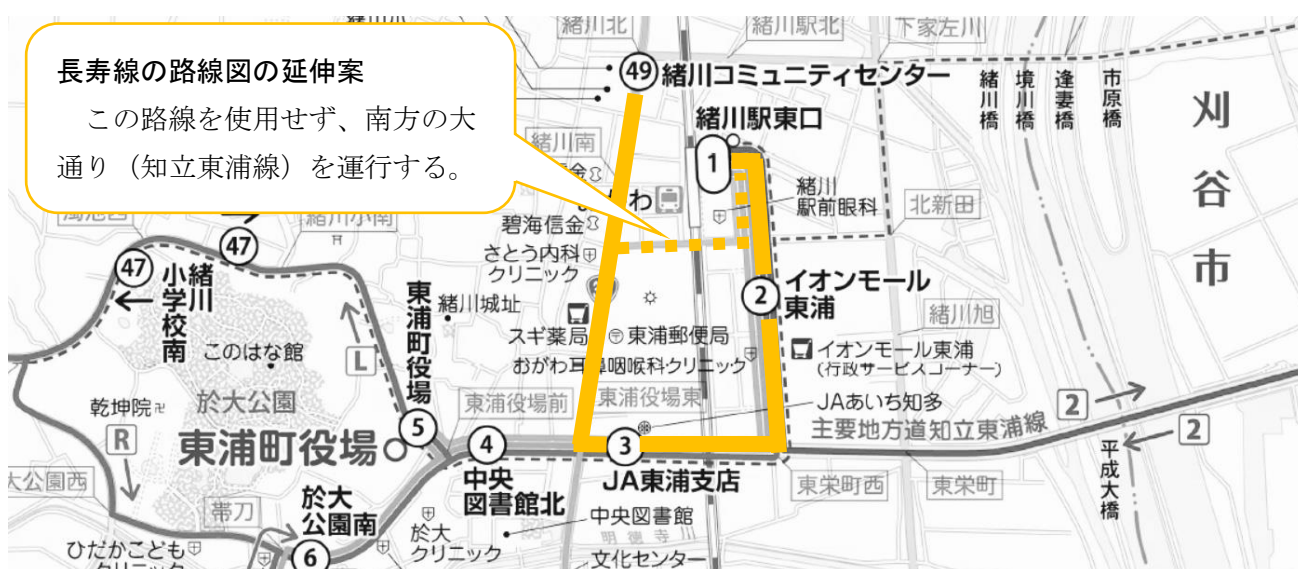 長寿線の路線図の延伸案
この路線を使用せず、南方の大
通り（知立東浦線）を運行する。
緒川北
緒川駅北
下家左川
49 緒川コミュニティセンター
緒川橋
境川橋
逢妻橋
市原橋
刈谷市
緒川駅東口
1
緒川南
緒川
駅前眼科
北新田
碧海信金
さとう内科
クリニック
緒川小南
47
47
緒川
小学校南
2 イオンモール
東浦
緒川旭
東浦町役場
緒川城址
スギ薬局
東浦郵便局
おがわ耳鼻咽喉科クリニック
イオンモール東浦
(行政サービスコーナー)
このはな館
L
於大公園
乾坤院
R
東浦役場前
東浦役場東
JAあいち知多
主要地方道知立東浦線
2
2
東浦町役場
5
4
中央
図書館北
3
JA東浦支店
東栄町西
東栄町
平成大橋
大公園西
帯刀
於大
公園南
6
於大
クリニック
中央図書館
明徳寺川
文化センター
ひだかこども
クリニック